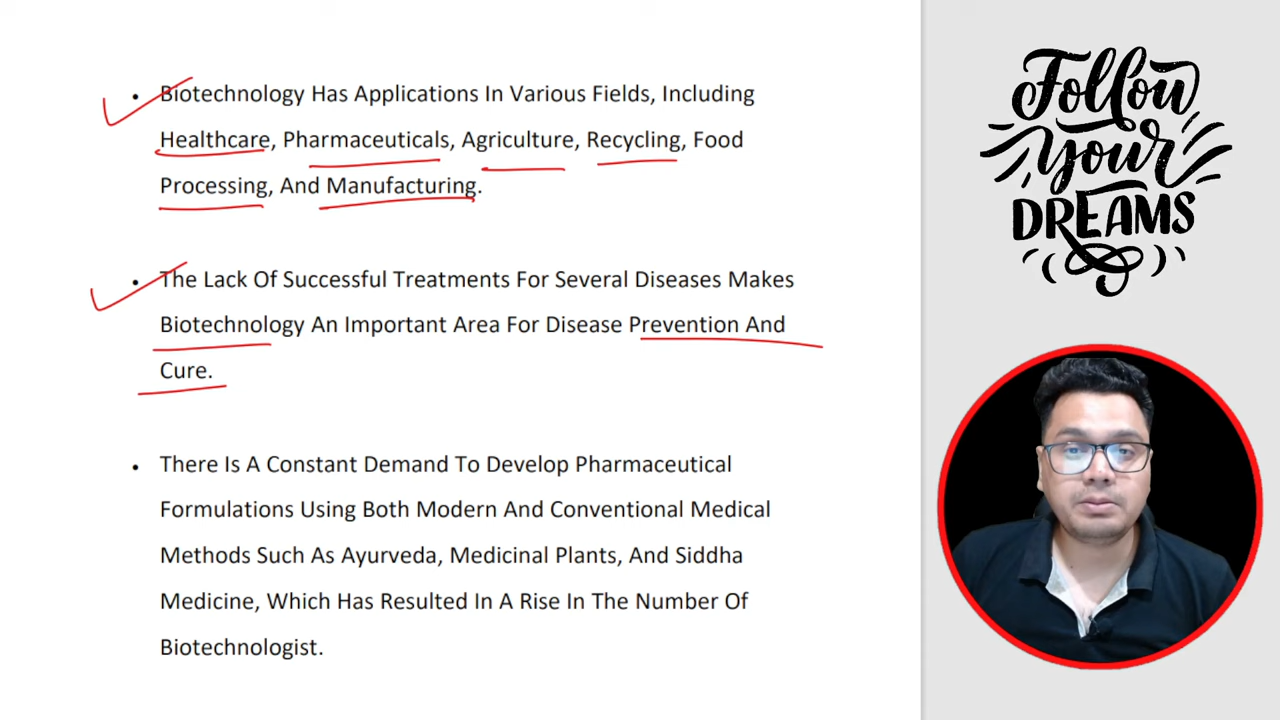 • Biotechnology Has Applications In Various Fields, Including
Healthcare, Pharmaceuticals, Agriculture, Recycling, Food
Processing, And Manufacturing.
• The Lack Of Successful Treatments For Several Diseases Makes
Biotechnology An Important Area For Disease Prevention And
Cure.
• There Is A Constant Demand To Develop Pharmaceutical
Formulations Using Both Modern And Conventional Medical
Methods Such As Ayurveda, Medicinal Plants, And Siddha
Medicine, Which Has Resulted In A Rise In The Number Of
Biotechnologist.
Follow
Your
DREAMS